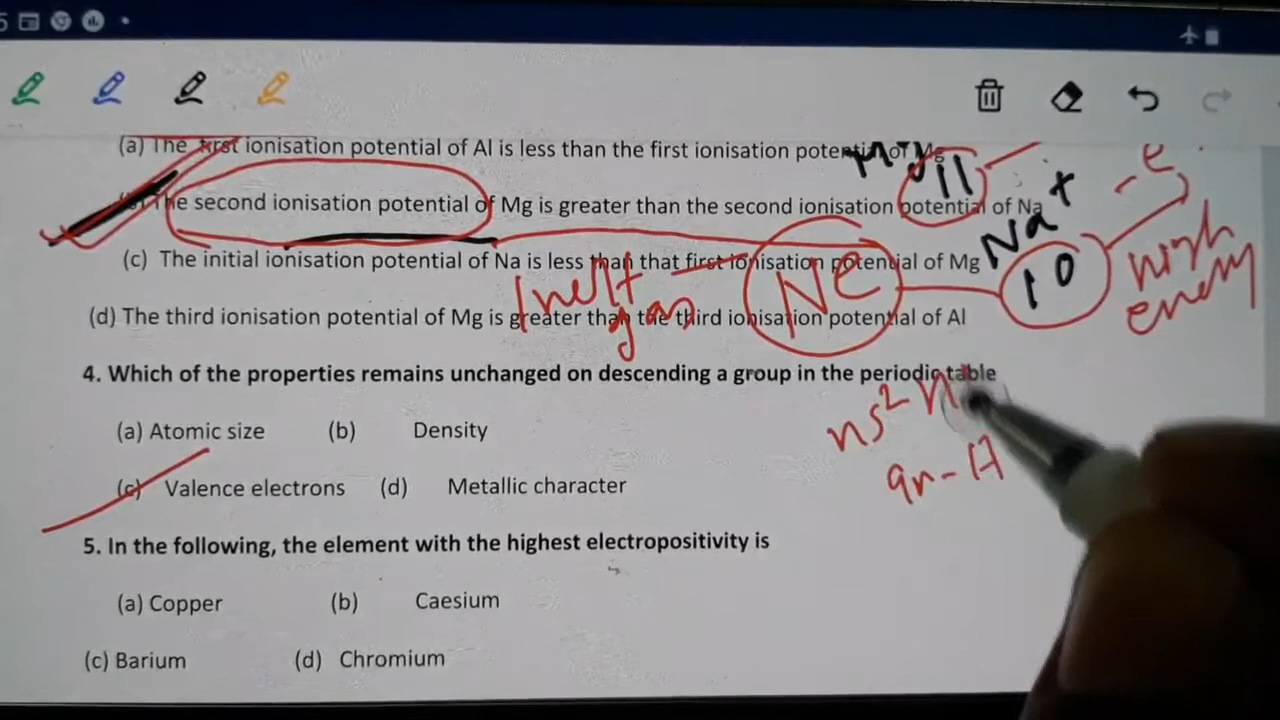 (a) The first ionisation potential of Al is less than the first ionisation potential of Mg
The second ionisation potential of Mg is greater than the second ionisation potential of Na
(c) The initial ionisation potential of Na is less than that first ionisation potential of Mg
(d) The third ionisation potential of Mg is greater than the third ionisation potential of Al
Mg 11
Na+ -e
10 high
energy
Inert
gas
Ne
4. Which of the properties remains unchanged on descending a group in the periodic table
ns2 n
gr-17
(a) Atomic size (b) Density
(c) Valence electrons (d) Metallic character
5. In the following, the element with the highest electropositivity is
(a) Copper (b) Caesium
(c) Barium (d) Chromium